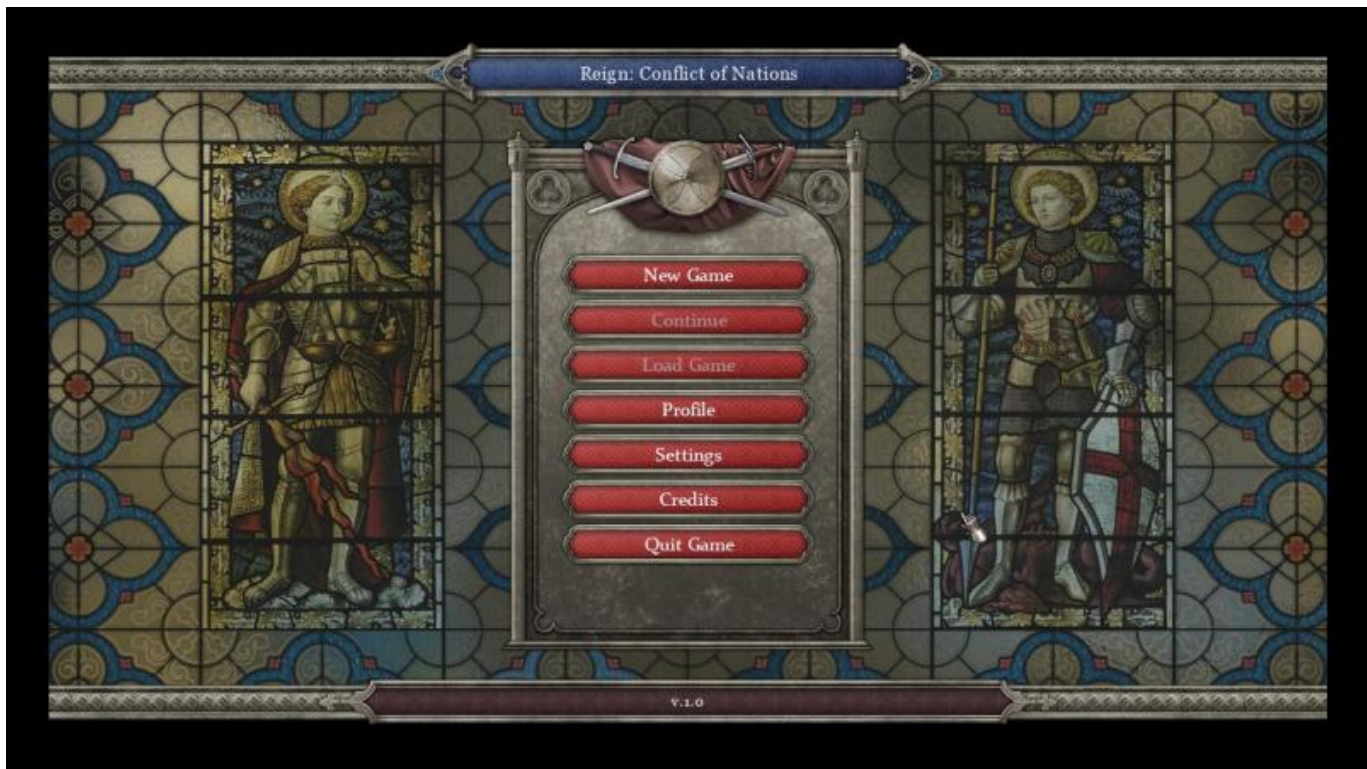 Reign: Conflict of Nations
New Game
Continue
Load Game
Profile
Settings
Credits
Quit Game
v.1.0